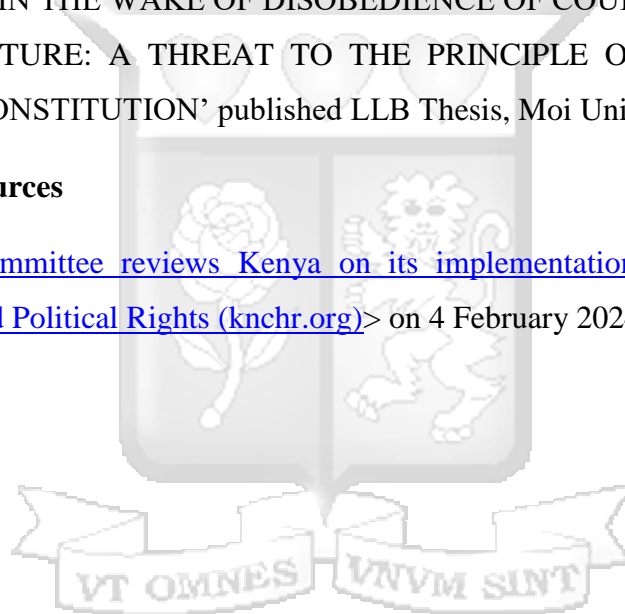 IN THE WAKE OF DISOBEDIENCE OF COU
TURE: A THREAT TO THE PRINCIPLE O
ONSTITUTION’ published LLB Thesis, Moi Uni
urces
ommittee reviews Kenya on its implementation
d Political Rights (knchr.org)> on 4 February 202
VT OMNES VNVM SINT